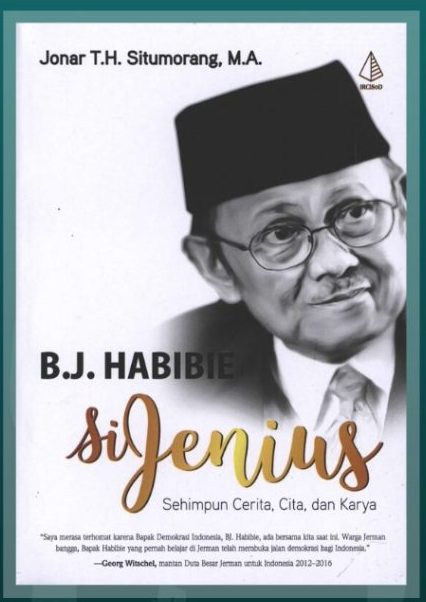 Jonar T.H. Situmorang, M.A.
IRCISoD
B.J. HABIBIE
si Jenius
Sehimpun Cerita, Cita, dan Karya
“Saya merasa terhomat karena Bapak Demokrasi Indonesia, BJ. Habibie, ada bersama kita saat ini. Warga Jerman
bangga, Bapak Habibie yang pernah belajar di Jerman telah membuka jalan demokrasi bagi Indonesia.”
—Georg Witschel, mantan Duta Besar Jerman untuk Indonesia 2012-2016